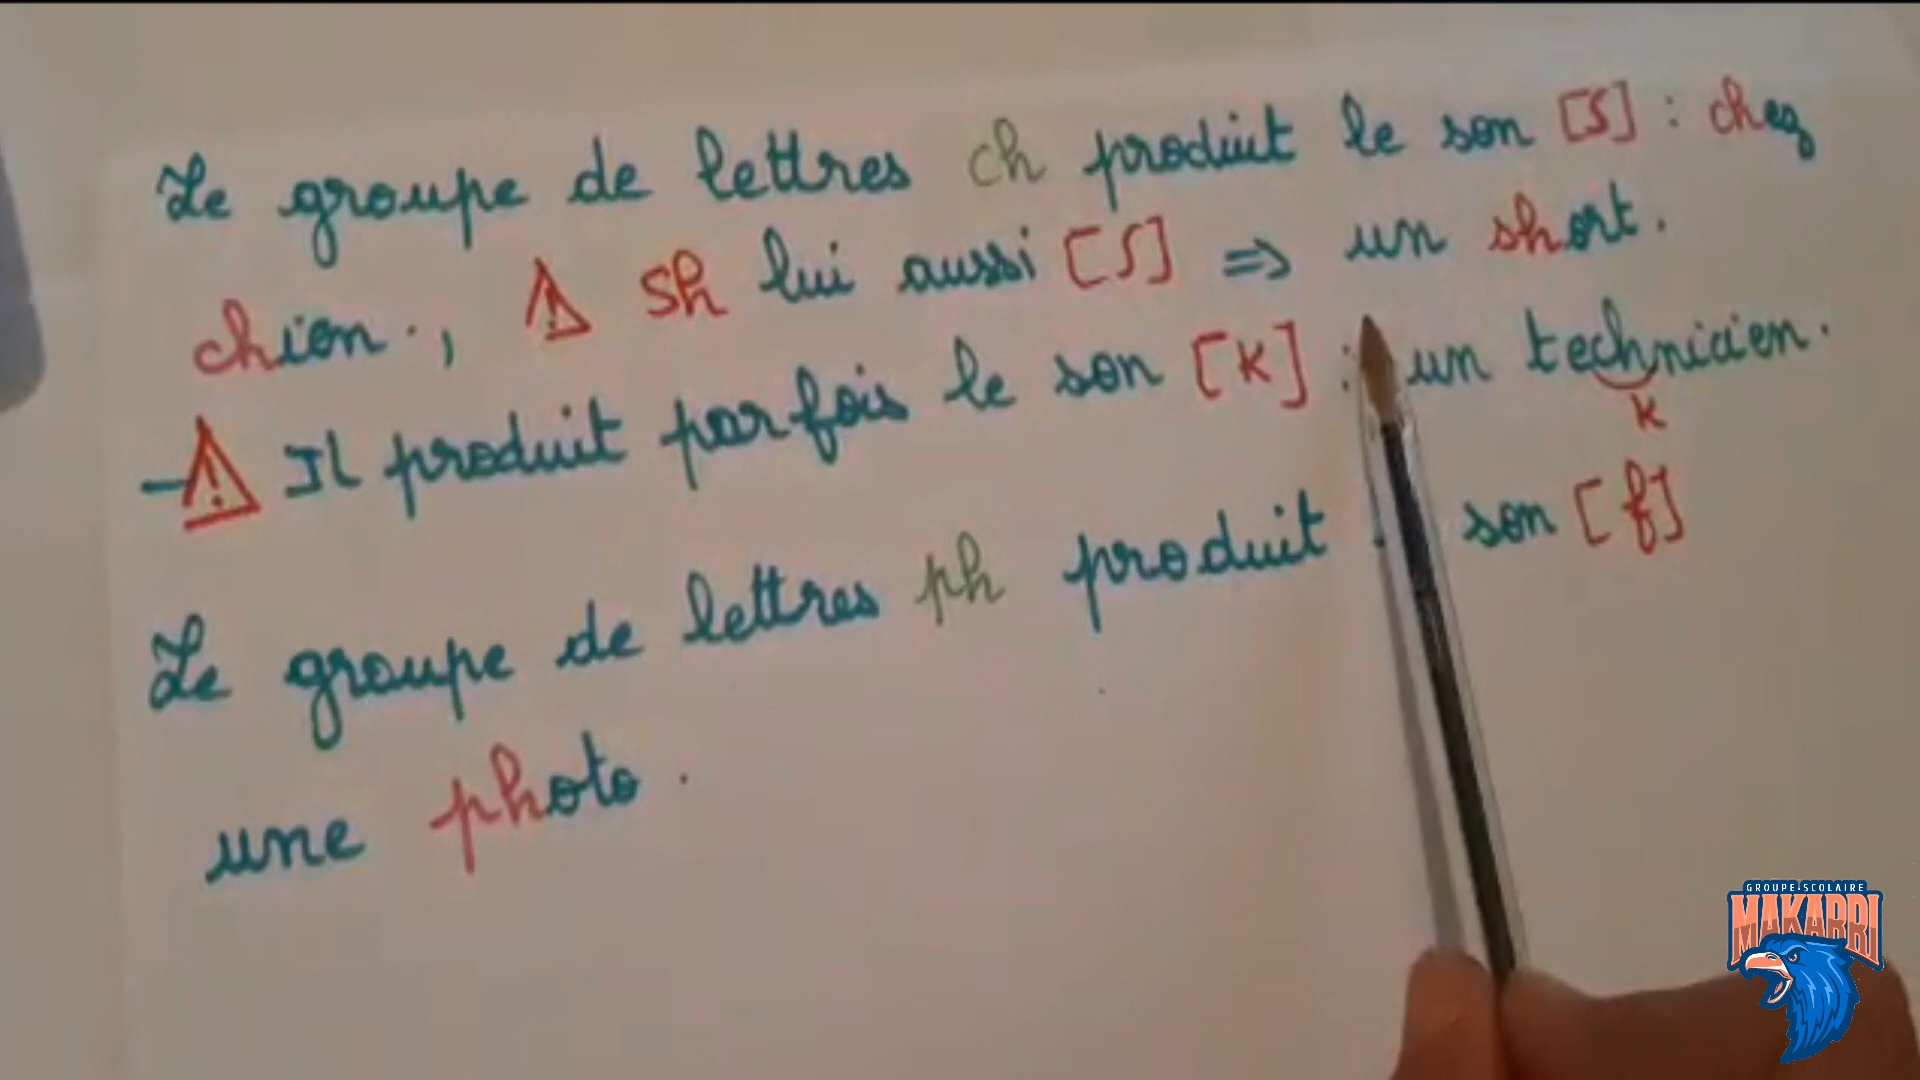 Le groupe de lettres ch produit le son [ʃ] : chez
chien., ⚠ sh lui aussi [ʃ] => un short.
-⚠ Il produit parfois le son [K] : un technicien.
K
Le groupe de lettres ph produit son [f]
une photo.
GROUPE SCOLAIRE
MAKARRI